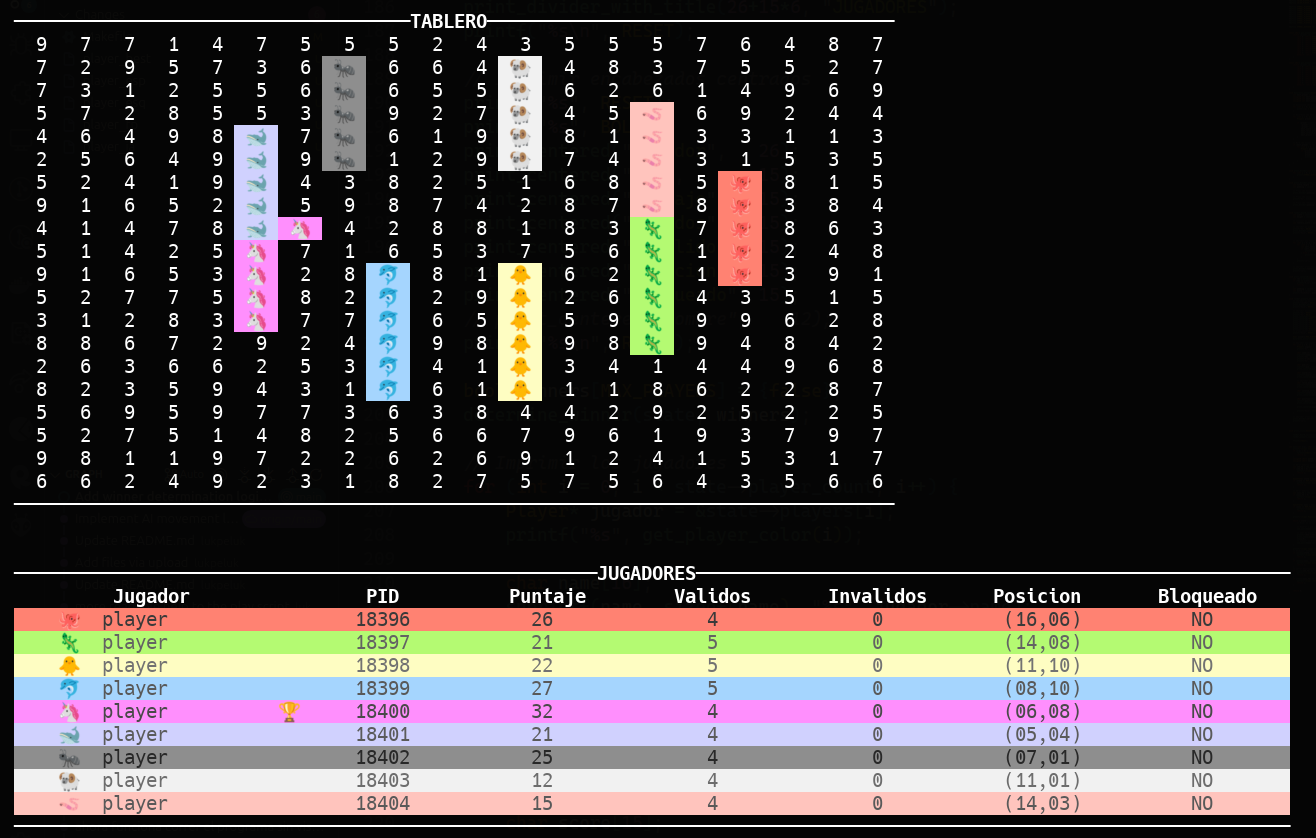 TABLERO
9 7 7 1 4 7 5 5 5 2 4 3 5 5 5 7 6 4 8 7
7 2 9 5 7 3 6 🐜 6 6 4 🐏 4 8 3 7 5 5 2 7
7 3 1 2 5 5 6 🐜 6 5 5 🐏 6 2 6 1 4 9 6 9
5 7 2 8 5 5 3 🐜 9 2 7 🐏 4 5 🪱 6 9 2 4 4
4 6 4 9 8 🐋 7 🐜 6 1 9 🐏 8 1 🪱 3 3 1 1 3
2 5 6 4 9 🐋 9 🐜 1 2 9 🐏 7 4 🪱 3 1 5 3 5
5 2 4 1 9 🐋 4 3 8 2 5 1 6 8 🪱 5 🐙 8 1 5
9 1 6 5 2 🐋 5 9 8 7 4 2 8 7 🪱 8 🐙 3 8 4
4 1 4 7 8 🐋 🦄 4 2 8 8 1 8 3 🦎 7 🐙 8 6 3
5 1 4 2 5 🦄 7 1 6 5 3 7 5 6 🦎 1 🐙 2 4 8
9 1 6 5 3 🦄 2 8 🐬 8 1 🐥 6 2 🦎 1 🐙 3 9 1
5 2 7 7 5 🦄 8 2 🐬 2 9 🐥 2 6 🦎 4 3 5 1 5
3 1 2 8 3 🦄 7 7 🐬 6 5 🐥 5 9 🦎 9 9 6 2 8
8 8 6 7 2 9 2 4 🐬 9 8 🐥 9 8 🦎 9 4 8 4 2
2 6 3 6 6 2 5 3 🐬 4 1 🐥 3 4 1 4 4 9 6 8
8 2 3 5 9 4 3 1 🐬 6 1 🐥 1 1 8 6 2 2 8 7
5 6 9 5 9 7 7 3 6 3 8 4 4 2 9 2 5 2 2 5
5 2 7 5 1 4 8 2 5 6 6 7 9 6 1 9 3 7 9 7
9 8 1 1 9 7 2 2 6 2 6 9 1 2 4 1 5 3 1 7
6 6 2 4 9 2 3 1 8 2 7 5 7 5 6 4 3 5 6 6
JUGADORES
Jugador PID Puntaje Validos Invalidos Posicion Bloqueado
🐙 player 18396 26 4 0 (16,06) NO
🦎 player 18397 21 5 0 (14,08) NO
🐥 player 18398 22 5 0 (11,10) NO
🐬 player 18399 27 5 0 (08,10) NO
🦄 player 🏆 18400 32 4 0 (06,08) NO
🐋 player 18401 21 4 0 (05,04) NO
🐜 player 18402 25 4 0 (07,01) NO
🐏 player 18403 12 4 0 (11,01) NO
🪱 player 18404 15 4 0 (14,03) NO